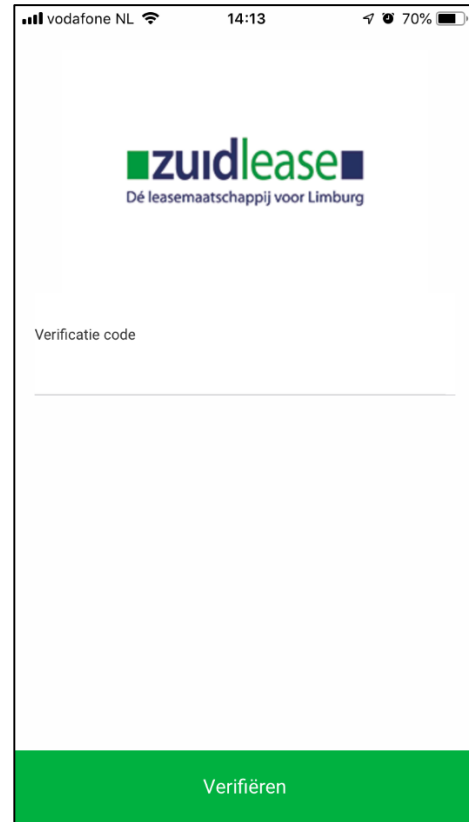 vodafone NL 14:13 70%
zuidlease
Dé leasemaatschappij voor Limburg
Verificatie code
Verifiëren